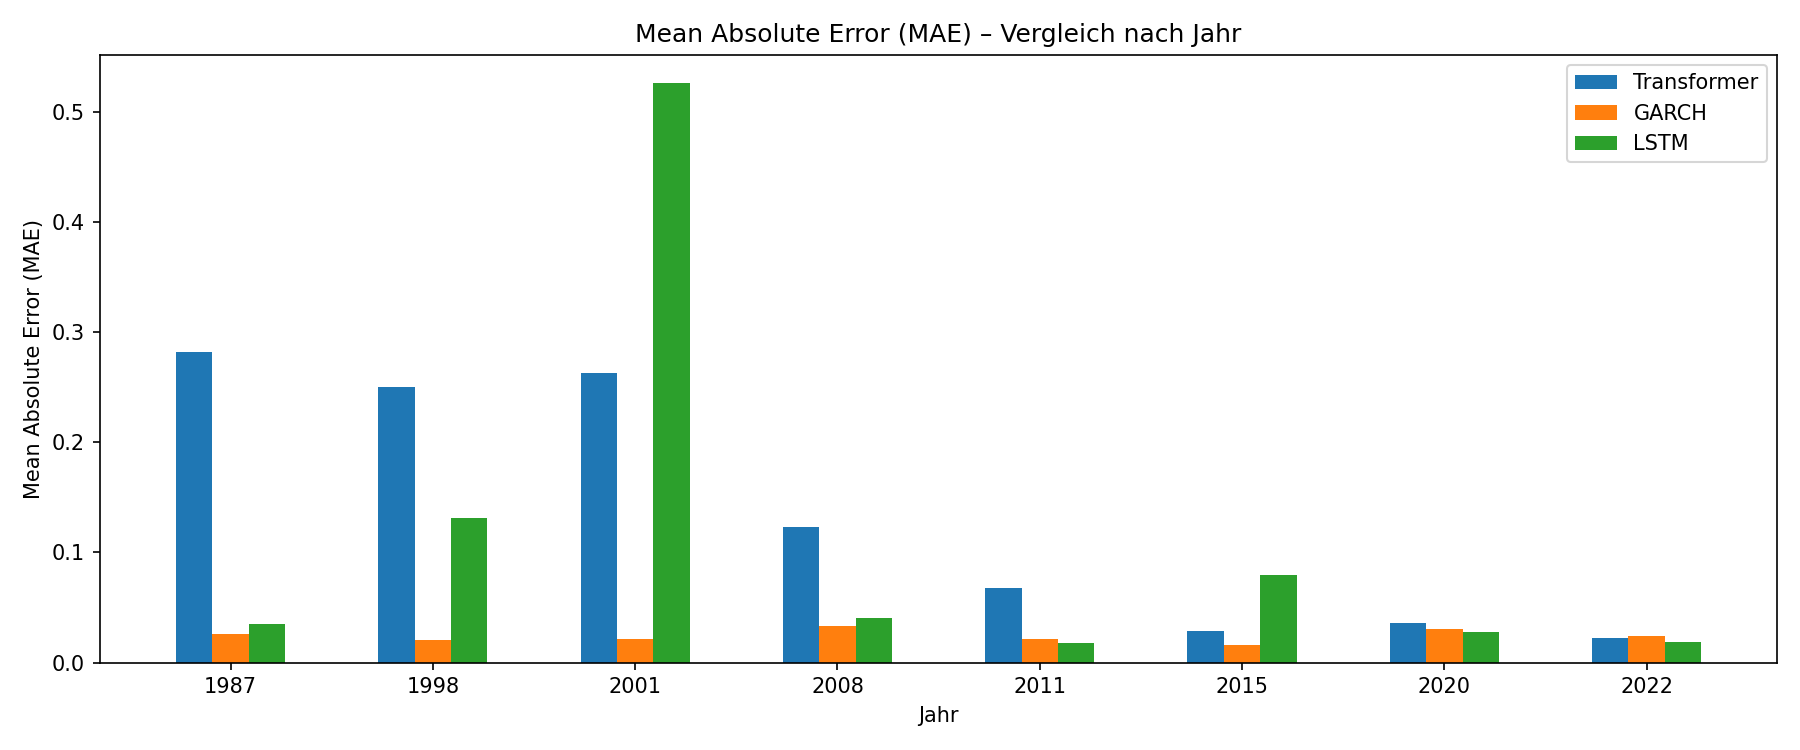 Mean Absolute Error (MAE) – Vergleich nach Jahr
Transformer
GARCH
LSTM
Mean Absolute Error (MAE)
0.5
0.4
0.3
0.2
0.1
0.0
1987 1998 2001 2008 2011 2015 2020 2022
Jahr